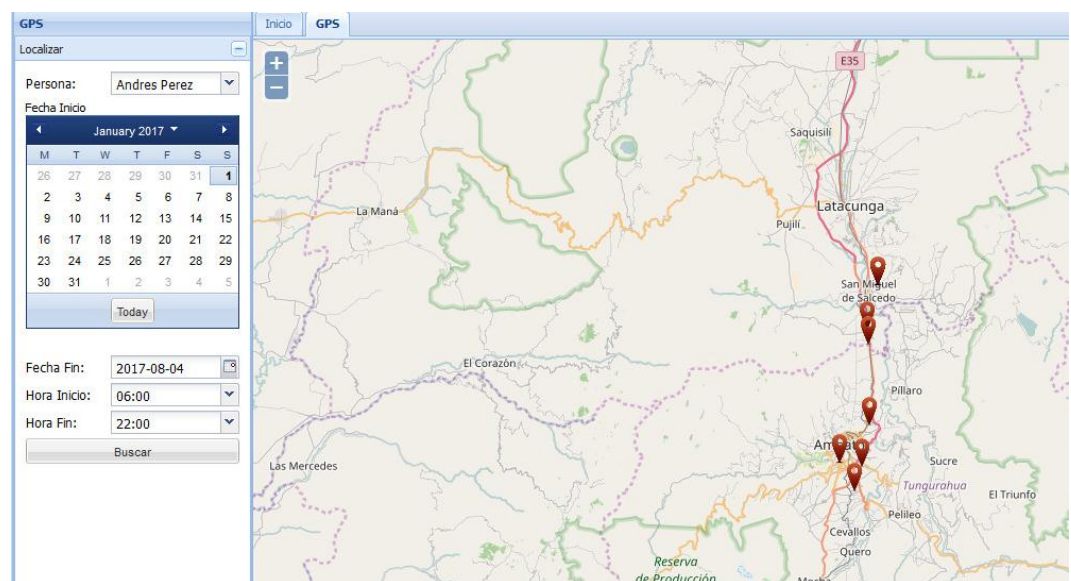 GPS
Localizar
Persona: Andres Perez
Fecha Inicio
January 2017
M T W T F S S
26 27 28 29 30 31 1
2 3 4 5 6 7 8
9 10 11 12 13 14 15
16 17 18 19 20 21 22
23 24 25 26 27 28 29
30 31 1 2 3 4 5
Today
Fecha Fin: 2017-08-04
Hora Inicio: 06:00
Hora Fin: 22:00
Buscar
Inicio GPS
+
−
E35
Saquisilí
La Maná
Latacunga
Pujilí
San Miguel
de Salcedo
El Corazón
Píllaro
Las Mercedes
Sucre
Tungurahua
El Triunfo
Pelileo
Cevallos
Quero
Reserva
de Producción